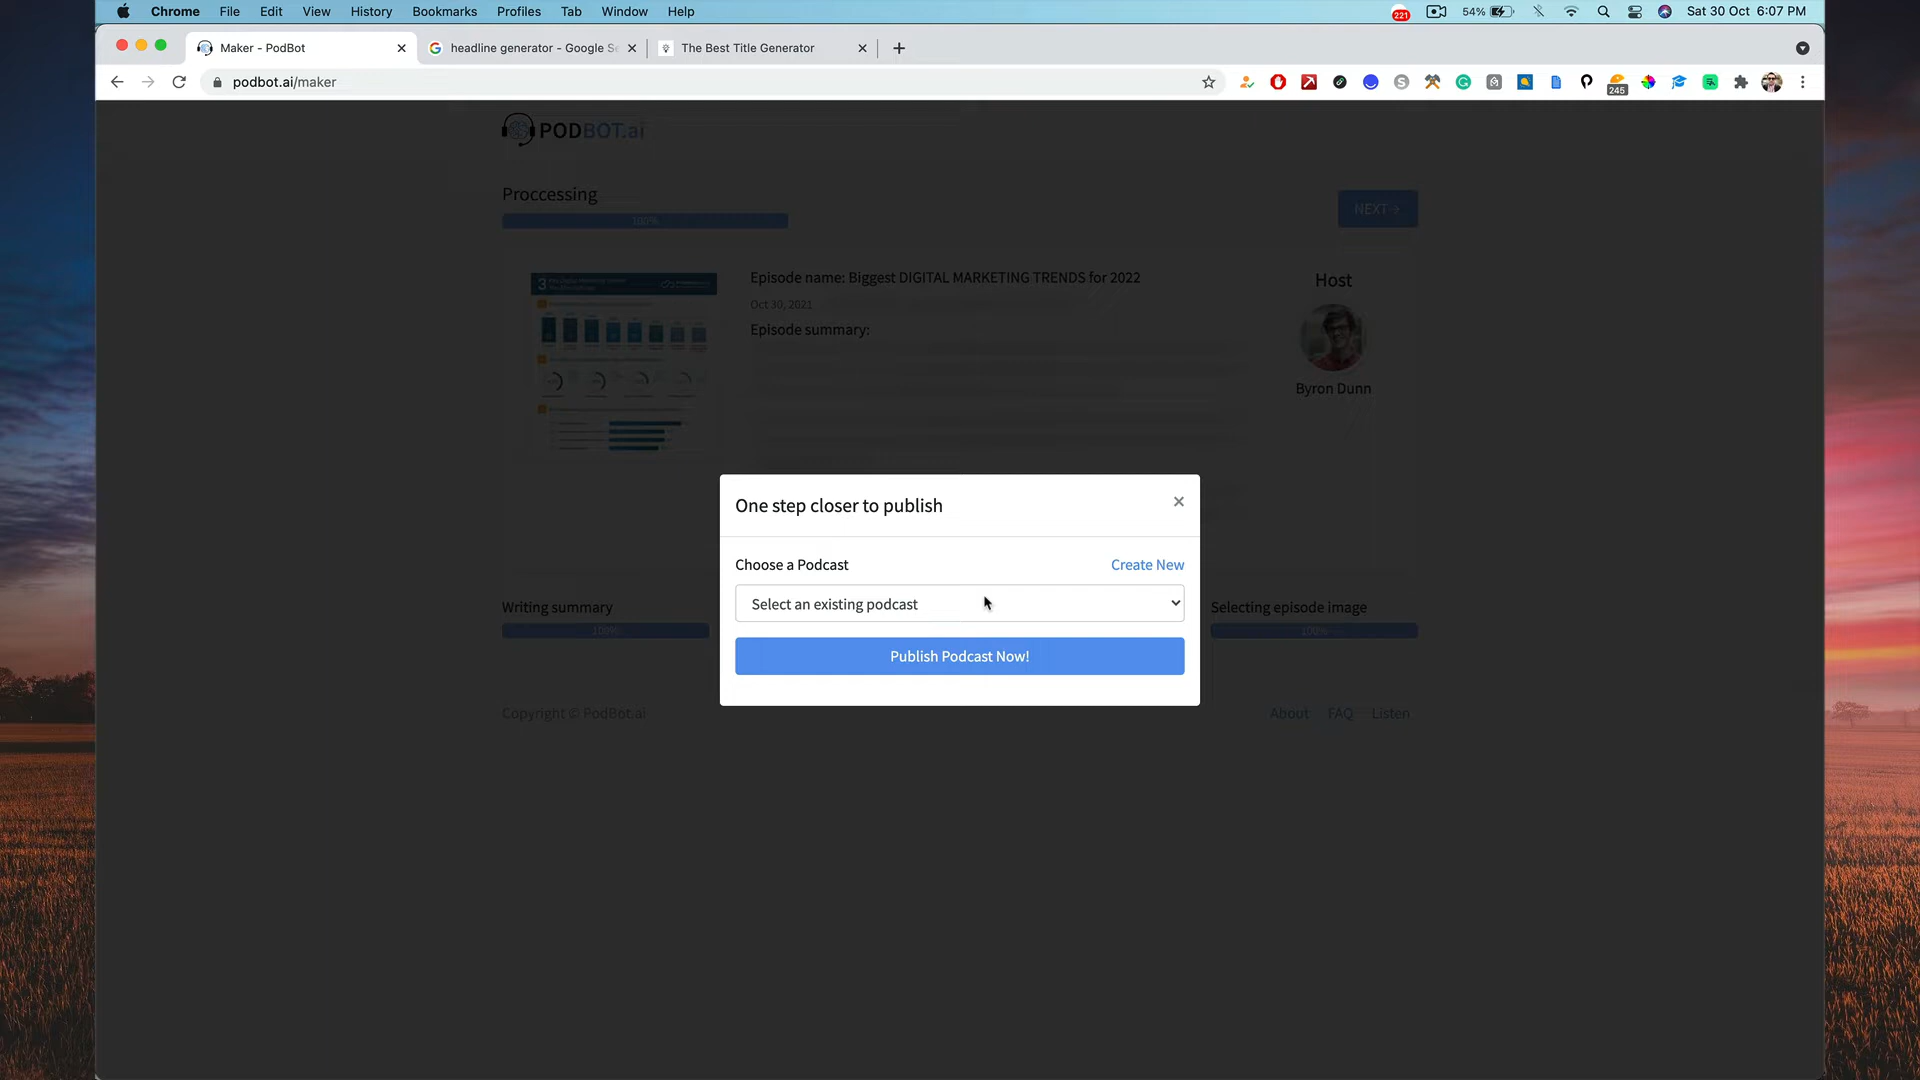 Chrome File Edit View History Bookmarks Profiles Tab Window Help 221 54% Sat 30 Oct 6:07 PM
Maker - PodBot headline generator - Google Se The Best Title Generator
podbot.ai/maker 245
PODBOT.ai
Proccessing
100%
NEXT
Episode name: Biggest DIGITAL MARKETING TRENDS for 2022
Oct 30, 2021
Episode summary:
Host
Byron Dunn
3
One step closer to publish
Choose a Podcast Create New
Select an existing podcast
Publish Podcast Now!
Writing summary
100%
Selecting episode image
100%
Copyright © PodBot.ai About FAQ Listen